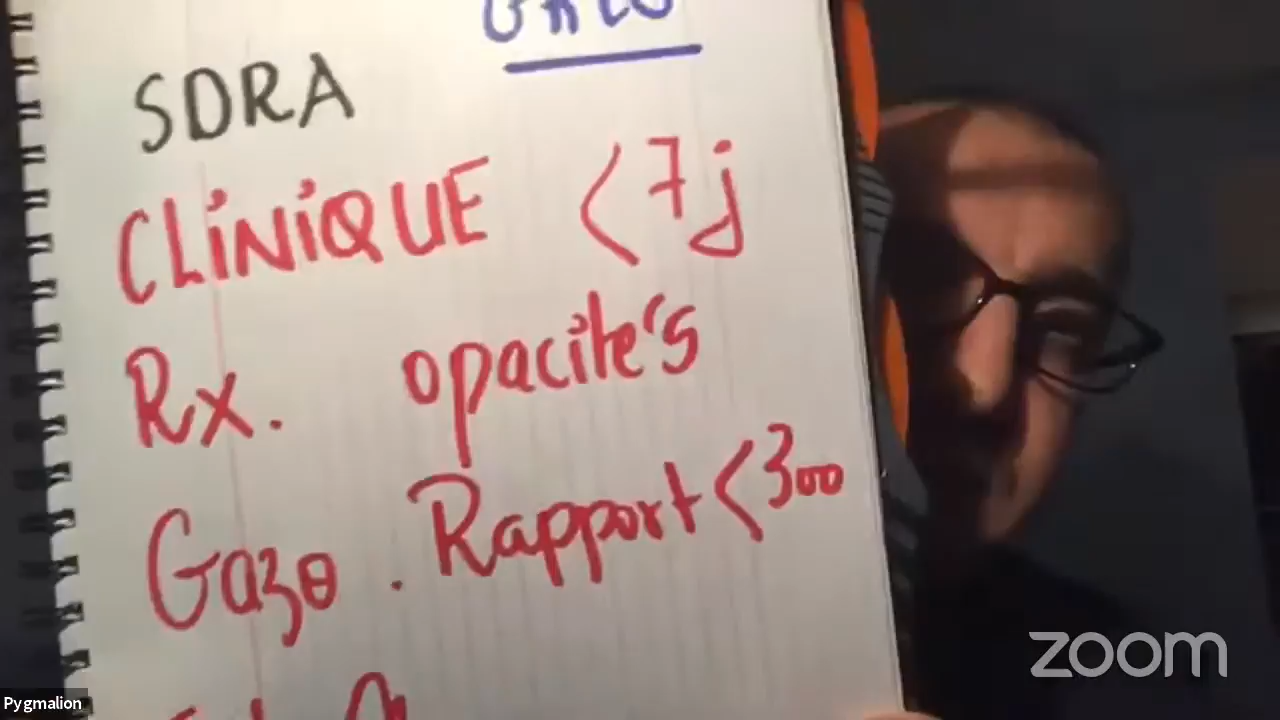 SDRA
CLiNiQUE < 7j
Rx. opacités
Gazo. Rapport < 300
zoom
Pygmalion